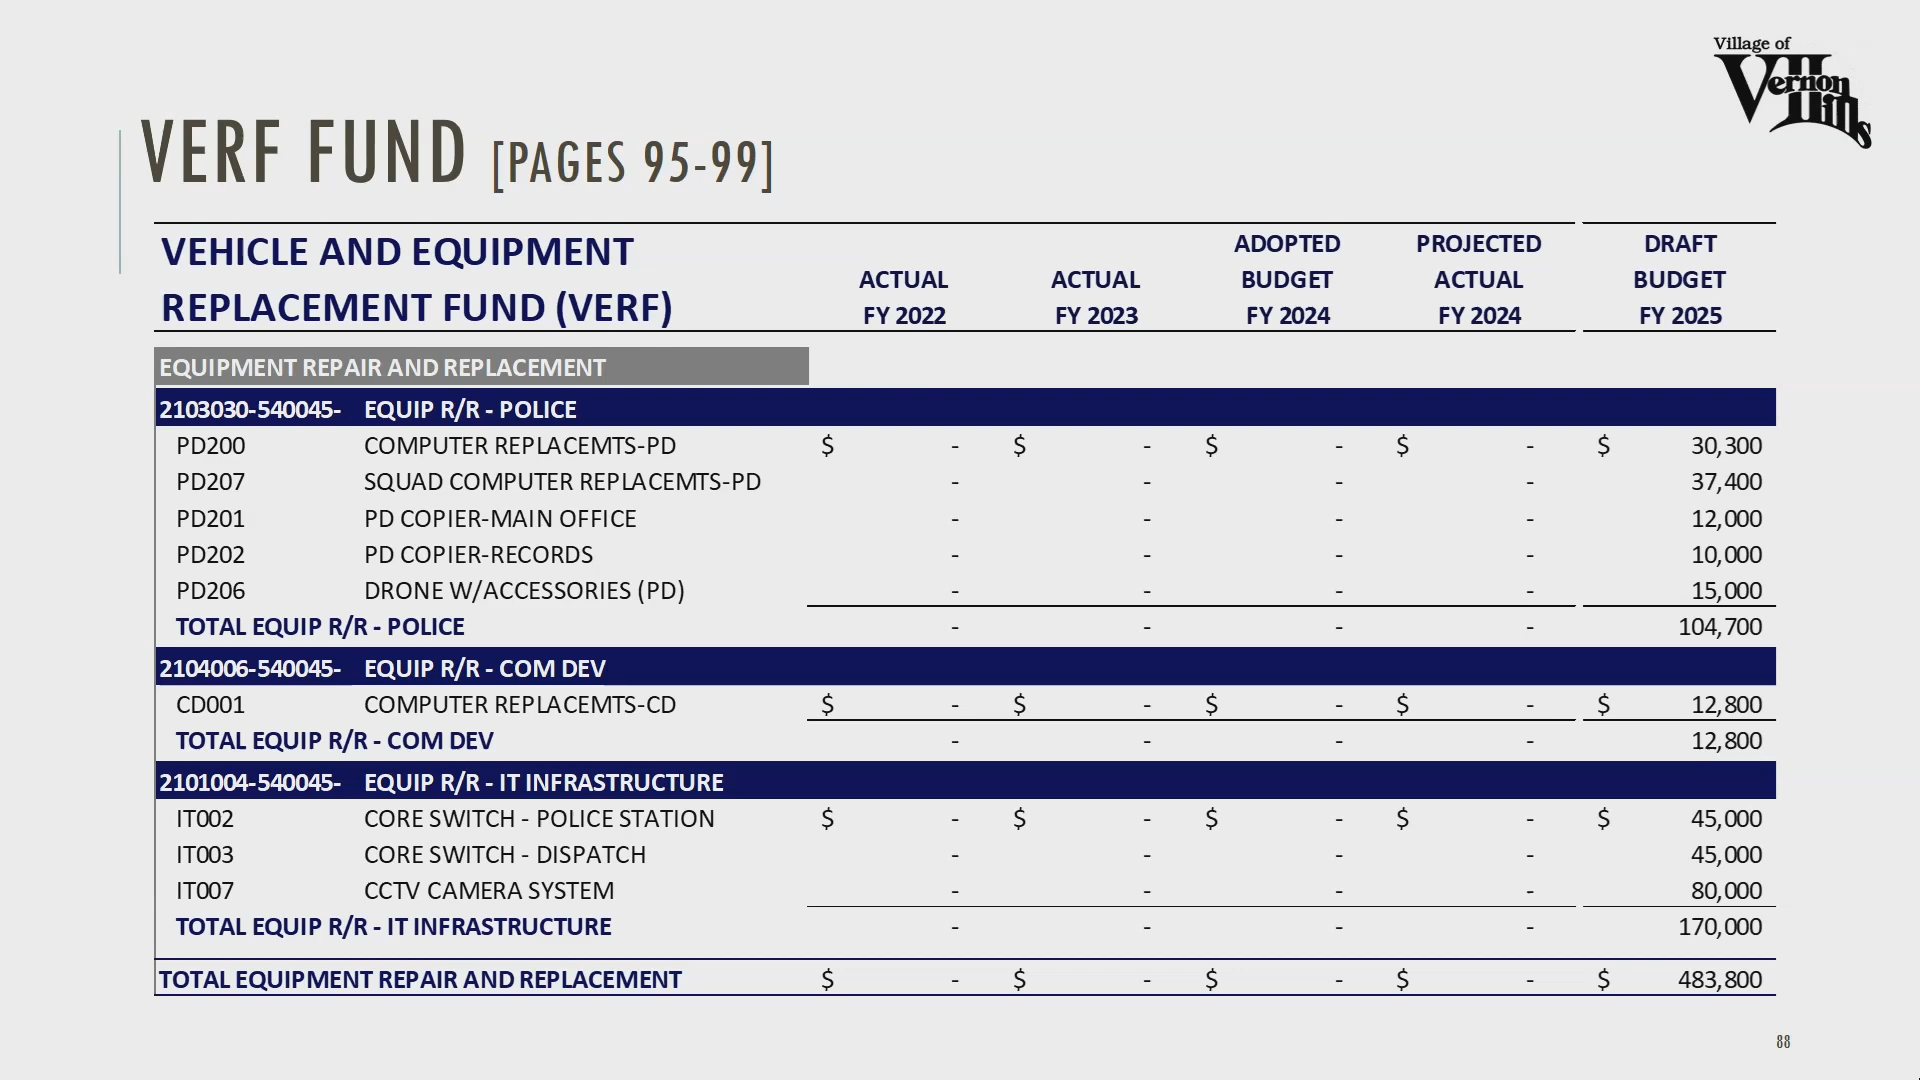 Village of
Vernon
Hills
VERF FUND [PAGES 95-99]
VEHICLE AND EQUIPMENT
REPLACEMENT FUND (VERF)
ACTUAL FY 2022
ACTUAL FY 2023
ADOPTED BUDGET FY 2024
PROJECTED ACTUAL FY 2024
DRAFT BUDGET FY 2025
EQUIPMENT REPAIR AND REPLACEMENT
2103030-540045- EQUIP R/R - POLICE
PD200 COMPUTER REPLACEMTS-PD $ - $ - $ - $ - $ 30,300
PD207 SQUAD COMPUTER REPLACEMTS-PD - - - - 37,400
PD201 PD COPIER-MAIN OFFICE - - - - 12,000
PD202 PD COPIER-RECORDS - - - - 10,000
PD206 DRONE W/ACCESSORIES (PD) - - - - 15,000
TOTAL EQUIP R/R - POLICE - - - - 104,700
2104006-540045- EQUIP R/R - COM DEV
CD001 COMPUTER REPLACEMTS-CD $ - $ - $ - $ - $ 12,800
TOTAL EQUIP R/R - COM DEV - - - - 12,800
2101004-540045- EQUIP R/R - IT INFRASTRUCTURE
IT002 CORE SWITCH - POLICE STATION $ - $ - $ - $ - $ 45,000
IT003 CORE SWITCH - DISPATCH - - - - 45,000
IT007 CCTV CAMERA SYSTEM - - - - 80,000
TOTAL EQUIP R/R - IT INFRASTRUCTURE - - - - 170,000
TOTAL EQUIPMENT REPAIR AND REPLACEMENT $ - $ - $ - $ - $ 483,800
88